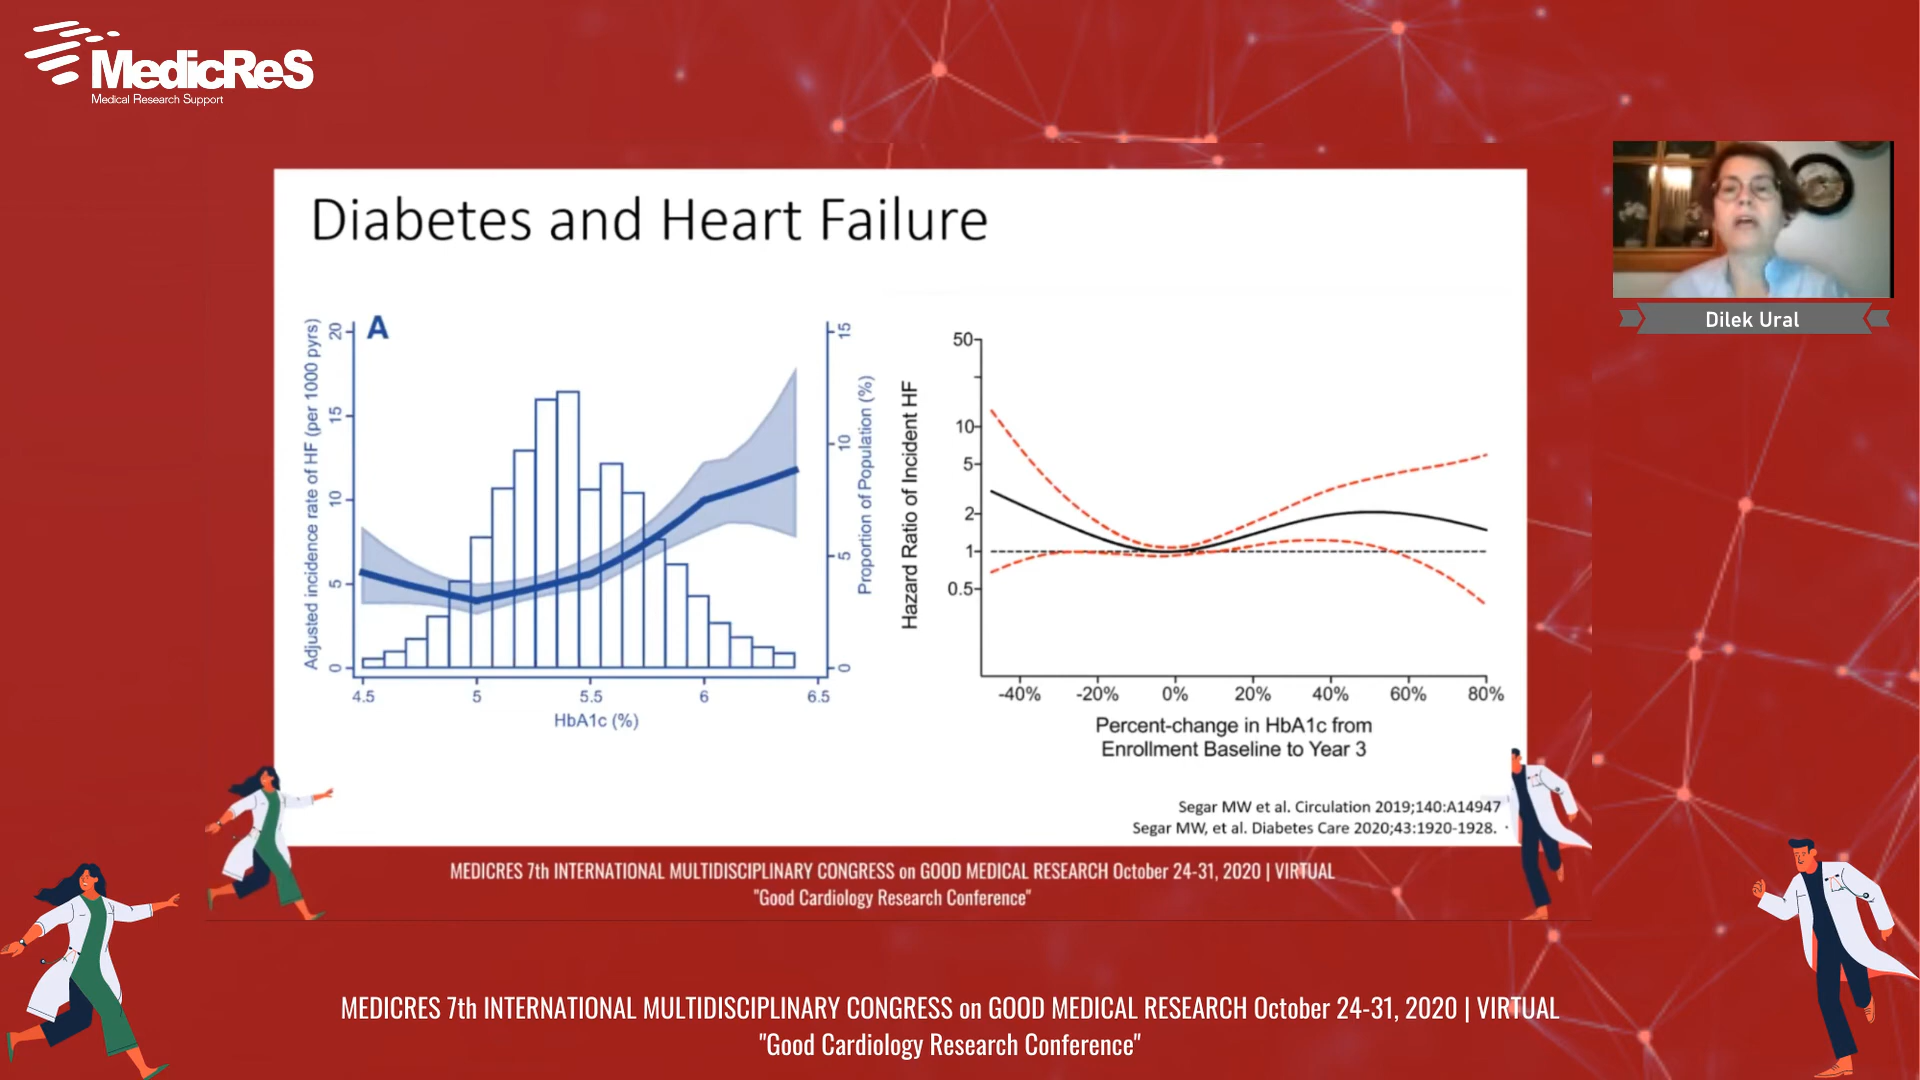 MedicReS
Medical Research Support
Diabetes and Heart Failure
A
Adjusted incidence rate of HF (per 1000 pyrs)
20
15
10
5
0
15
10
5
0
Proportion of Population (%)
4.5 5 5.5 6 6.5
HbA1c (%)
Hazard Ratio of Incident HF
50
10
5
2
1
0.5
-40% -20% 0% 20% 40% 60% 80%
Percent-change in HbA1c from
Enrollment Baseline to Year 3
Segar MW et al. Circulation 2019;140:A14947
Segar MW, et al. Diabetes Care 2020;43:1920-1928.
Dilek Ural
MEDICRES 7th INTERNATIONAL MULTIDISCIPLINARY CONGRESS on GOOD MEDICAL RESEARCH October 24-31, 2020 | VIRTUAL
"Good Cardiology Research Conference"
MEDICRES 7th INTERNATIONAL MULTIDISCIPLINARY CONGRESS on GOOD MEDICAL RESEARCH October 24-31, 2020 | VIRTUAL
"Good Cardiology Research Conference"